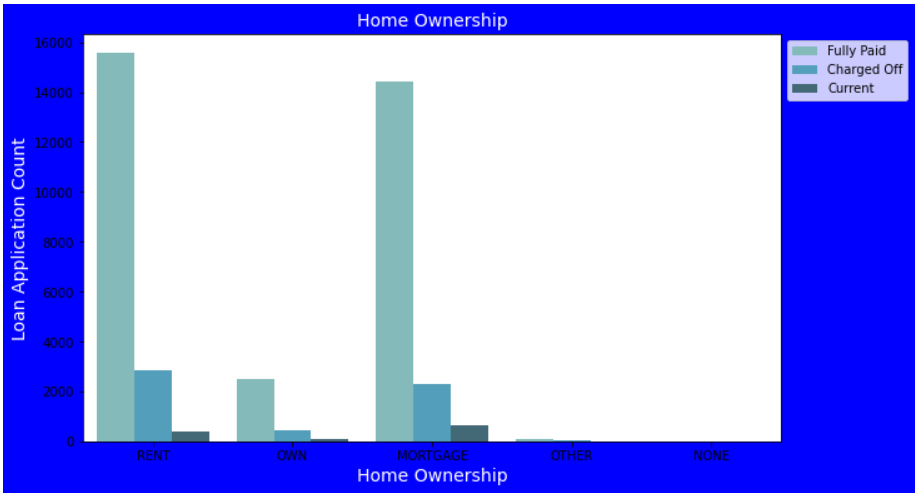 Home Ownership
Fully Paid
Charged Off
Current
Loan Application Count
16000
14000
12000
10000
8000
6000
4000
2000
0
RENT OWN MORTGAGE OTHER NONE
Home Ownership